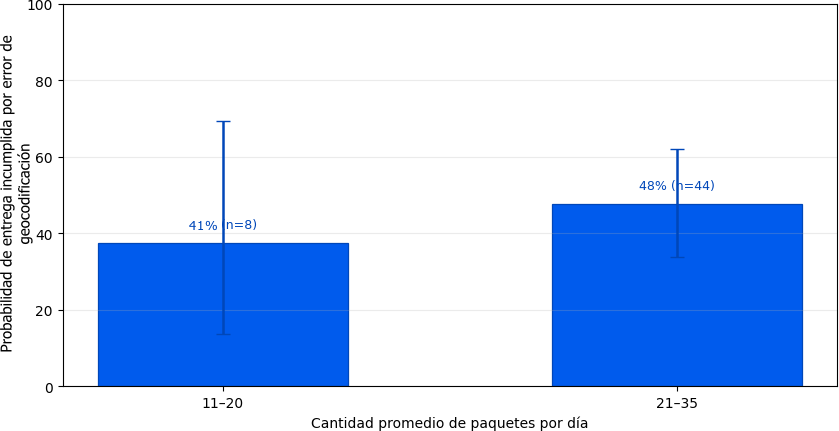 Probabilidad de entrega incumplida por error de
geocodificación
100
80
60
40
20
0
41% (n=8)
48% (n=44)
11–20
21–35
Cantidad promedio de paquetes por día